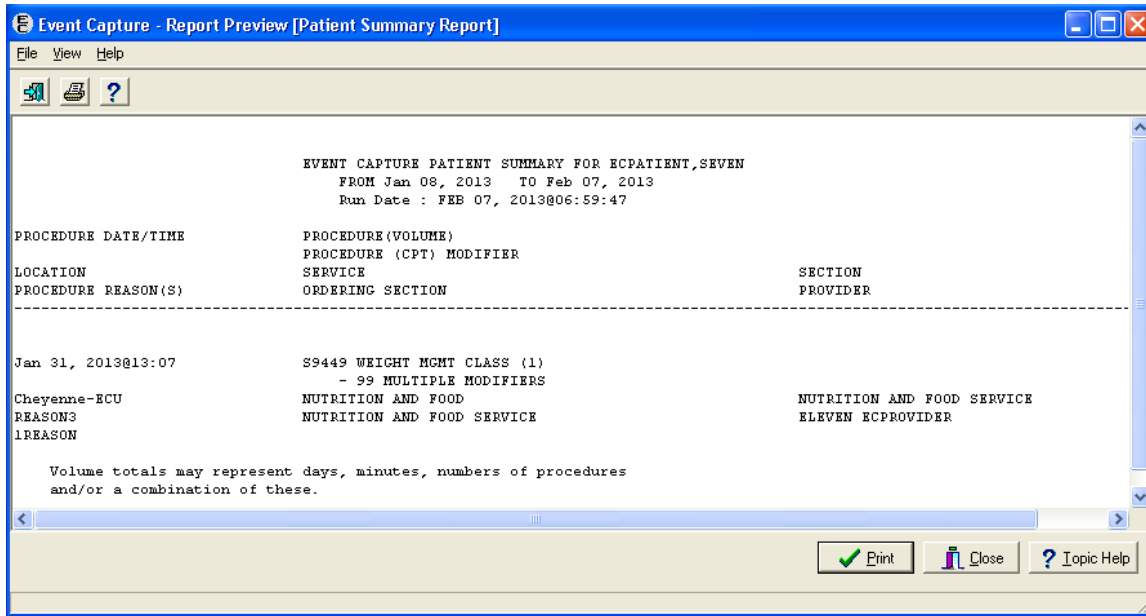 Event Capture - Report Preview [Patient Summary Report]
File View Help
EVENT CAPTURE PATIENT SUMMARY FOR ECPATIENT,SEVEN
FROM Jan 08, 2013 TO Feb 07, 2013
Run Date : FEB 07, 2013@06:59:47
PROCEDURE DATE/TIME PROCEDURE(VOLUME)
PROCEDURE (CPT) MODIFIER
LOCATION SERVICE SECTION
PROCEDURE REASON(S) ORDERING SECTION PROVIDER
Jan 31, 2013@13:07 S9449 WEIGHT MGMT CLASS (1)
- 99 MULTIPLE MODIFIERS
Cheyenne-ECU NUTRITION AND FOOD NUTRITION AND FOOD SERVICE
REASON3 NUTRITION AND FOOD SERVICE ELEVEN ECPROVIDER
1REASON
Volume totals may represent days, minutes, numbers of procedures
and/or a combination of these.
Print Close ? Topic Help